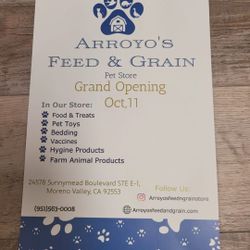 Arroyo's
Feed & Grain
Pet Store
Grand Opening
Oct,11
In Our Store:
Food & Treats
Pet Toys
Bedding
Vaccines
Hygine Products
Farm Animal Products
24578 Sunnymead Boulevard STE E-1,
Moreno Valley, CA 92553
Follow Us:
Arroyosfeedngrainstore
(951)563-0008
Arroyosfeedandgrain.com